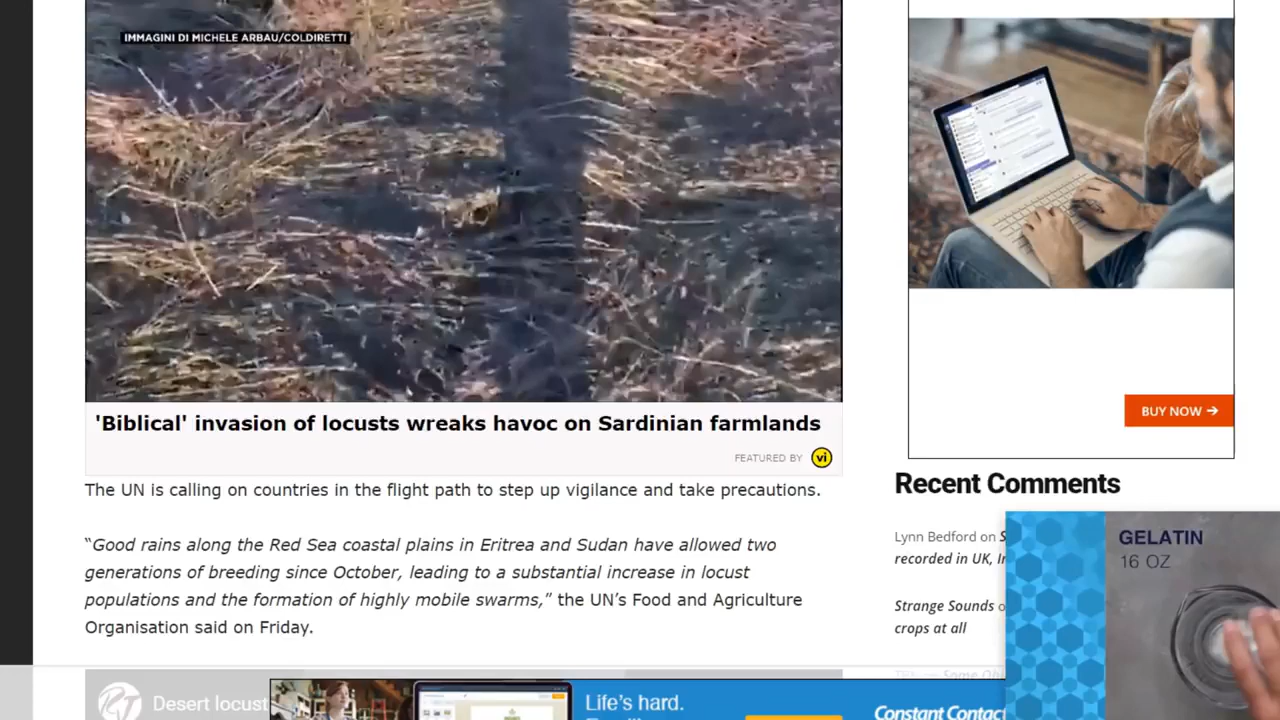 IMMAGINI DI MICHELE ARBAU/COLDIRETTI
'Biblical' invasion of locusts wreaks havoc on Sardinian farmlands
FEATURED BY vi
The UN is calling on countries in the flight path to step up vigilance and take precautions.
“Good rains along the Red Sea coastal plains in Eritrea and Sudan have allowed two
generations of breeding since October, leading to a substantial increase in locust
populations and the formation of highly mobile swarms,” the UN’s Food and Agriculture
Organisation said on Friday.
Desert locust
BUY NOW →
Recent Comments
Lynn Bedford on
recorded in UK,
Strange Sounds
crops at all
GELATIN
16 OZ
Life's hard.
Constant Contact